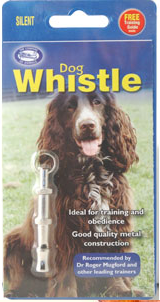 SILENT
FREE
Training
Guide
Dog
Whistle
Ideal for training and
obedience
Good quality metal
construction
Recommended by
Dr Roger Mugford and
other leading trainers